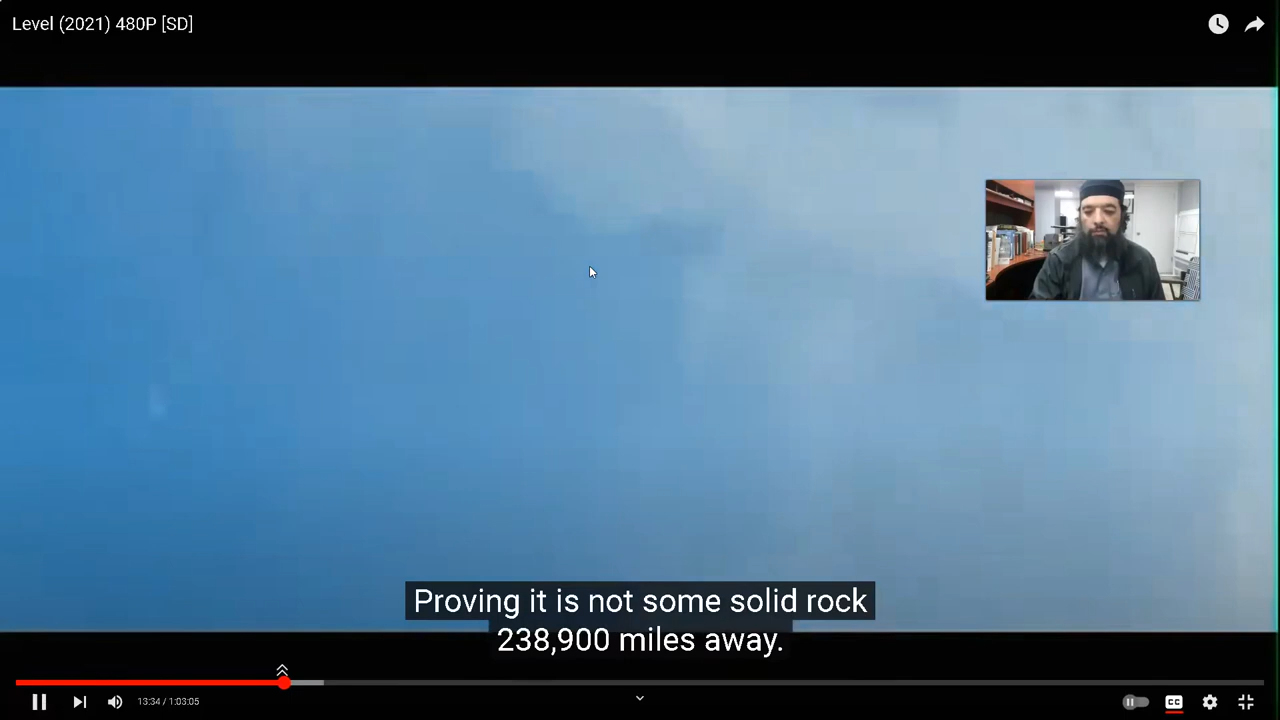 Level (2021) 480P [SD]
Proving it is not some solid rock
238,900 miles away.
13:34 / 1:03:05
CC